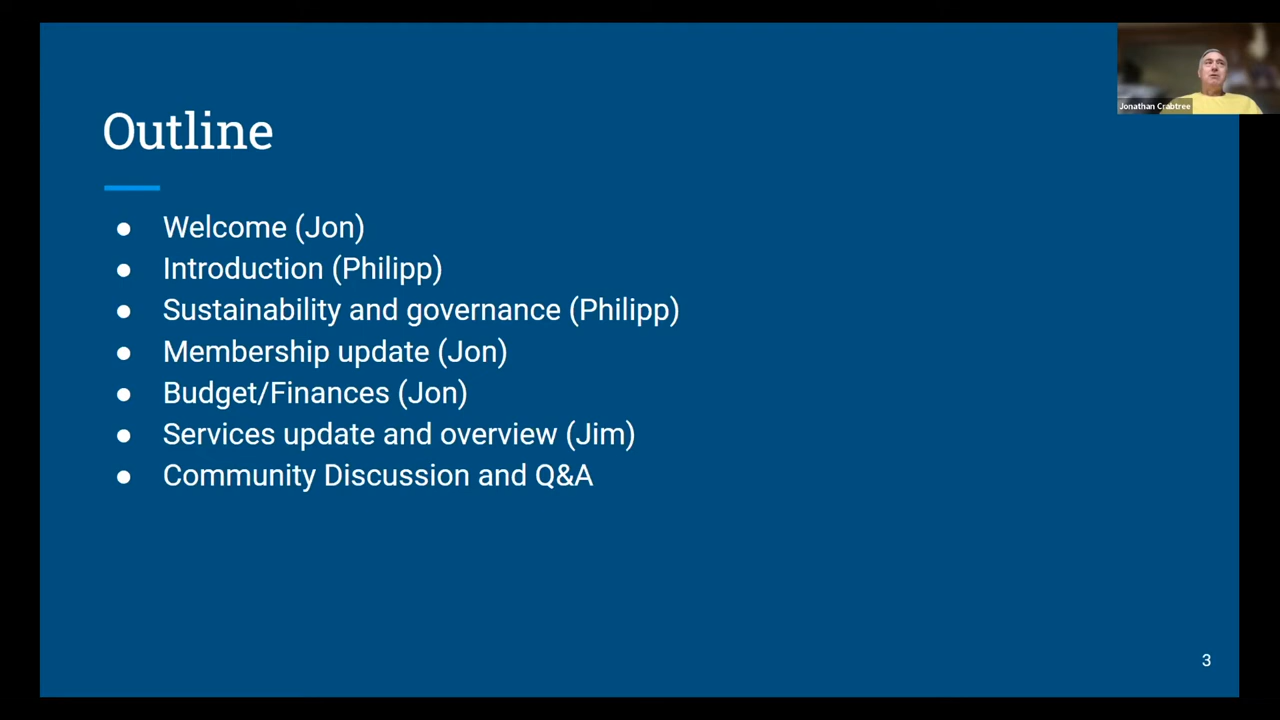 Jonathan Crabtree
Outline
● Welcome (Jon)
● Introduction (Philipp)
● Sustainability and governance (Philipp)
● Membership update (Jon)
● Budget/Finances (Jon)
● Services update and overview (Jim)
● Community Discussion and Q&A
3